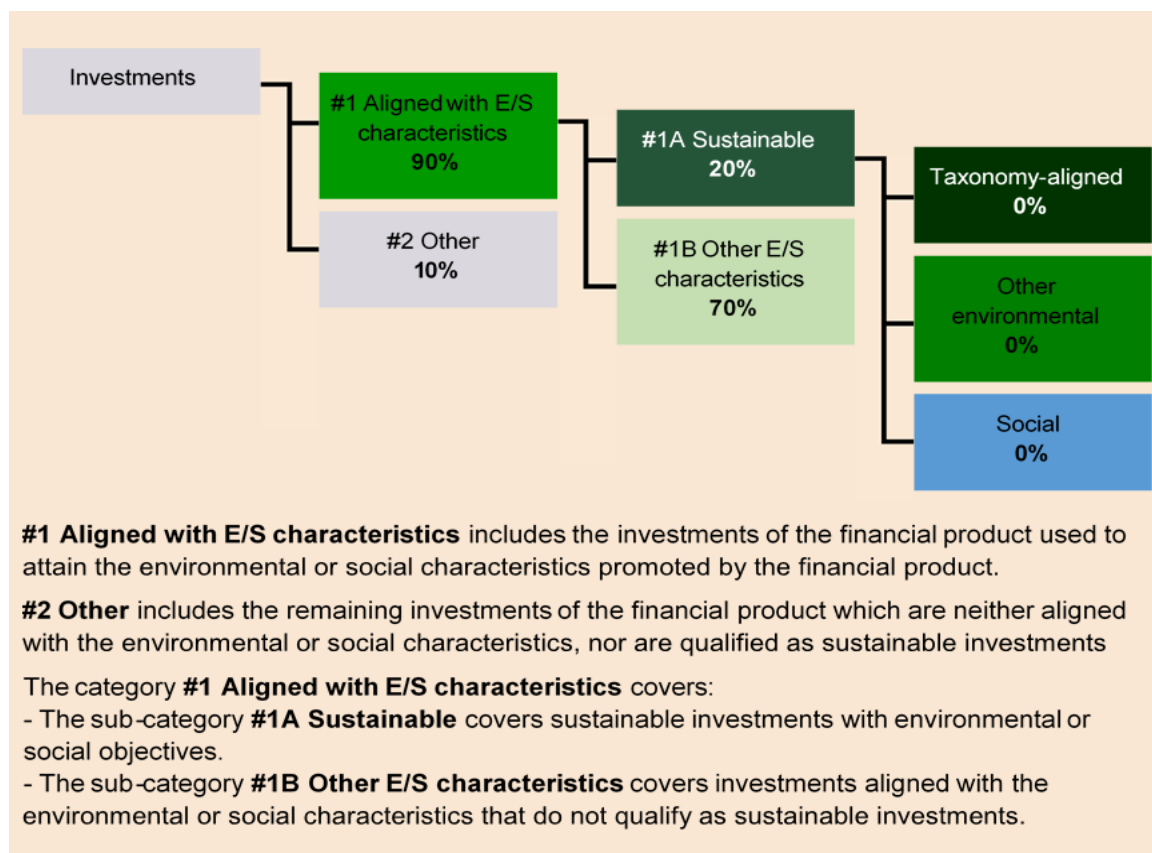 Investments
#1 Aligned with E/S
characteristics
90%
#2 Other
10%
#1A Sustainable
20%
#1B Other E/S
characteristics
70%
Taxonomy-aligned
0%
Other
environmental
0%
Social
0%
#1 Aligned with E/S characteristics includes the investments of the financial product used to
attain the environmental or social characteristics promoted by the financial product.
#2 Other includes the remaining investments of the financial product which are neither aligned
with the environmental or social characteristics, nor are qualified as sustainable investments
The category #1 Aligned with E/S characteristics covers:
- The sub-category #1A Sustainable covers sustainable investments with environmental or
social objectives.
- The sub-category #1B Other E/S characteristics covers investments aligned with the
environmental or social characteristics that do not qualify as sustainable investments.